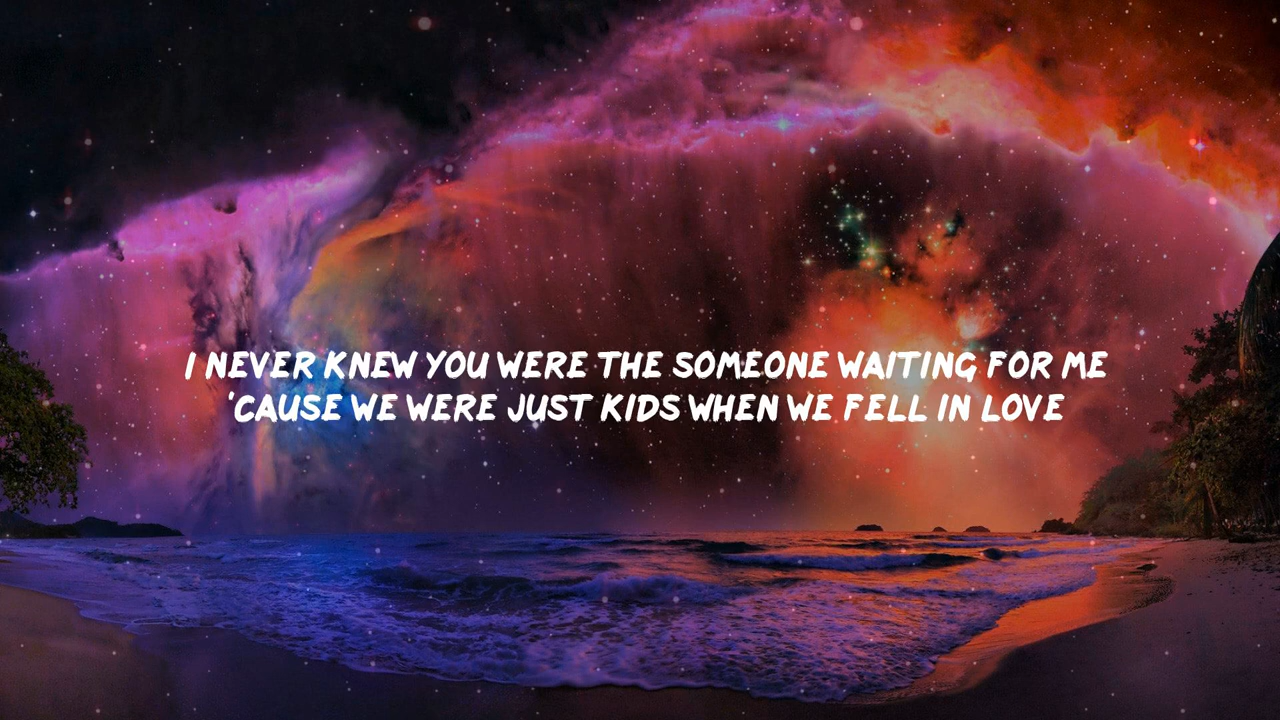 I NEVER KNEW YOU WERE THE SOMEONE WAITING FOR ME
'CAUSE WE WERE JUST KIDS WHEN WE FELL IN LOVE